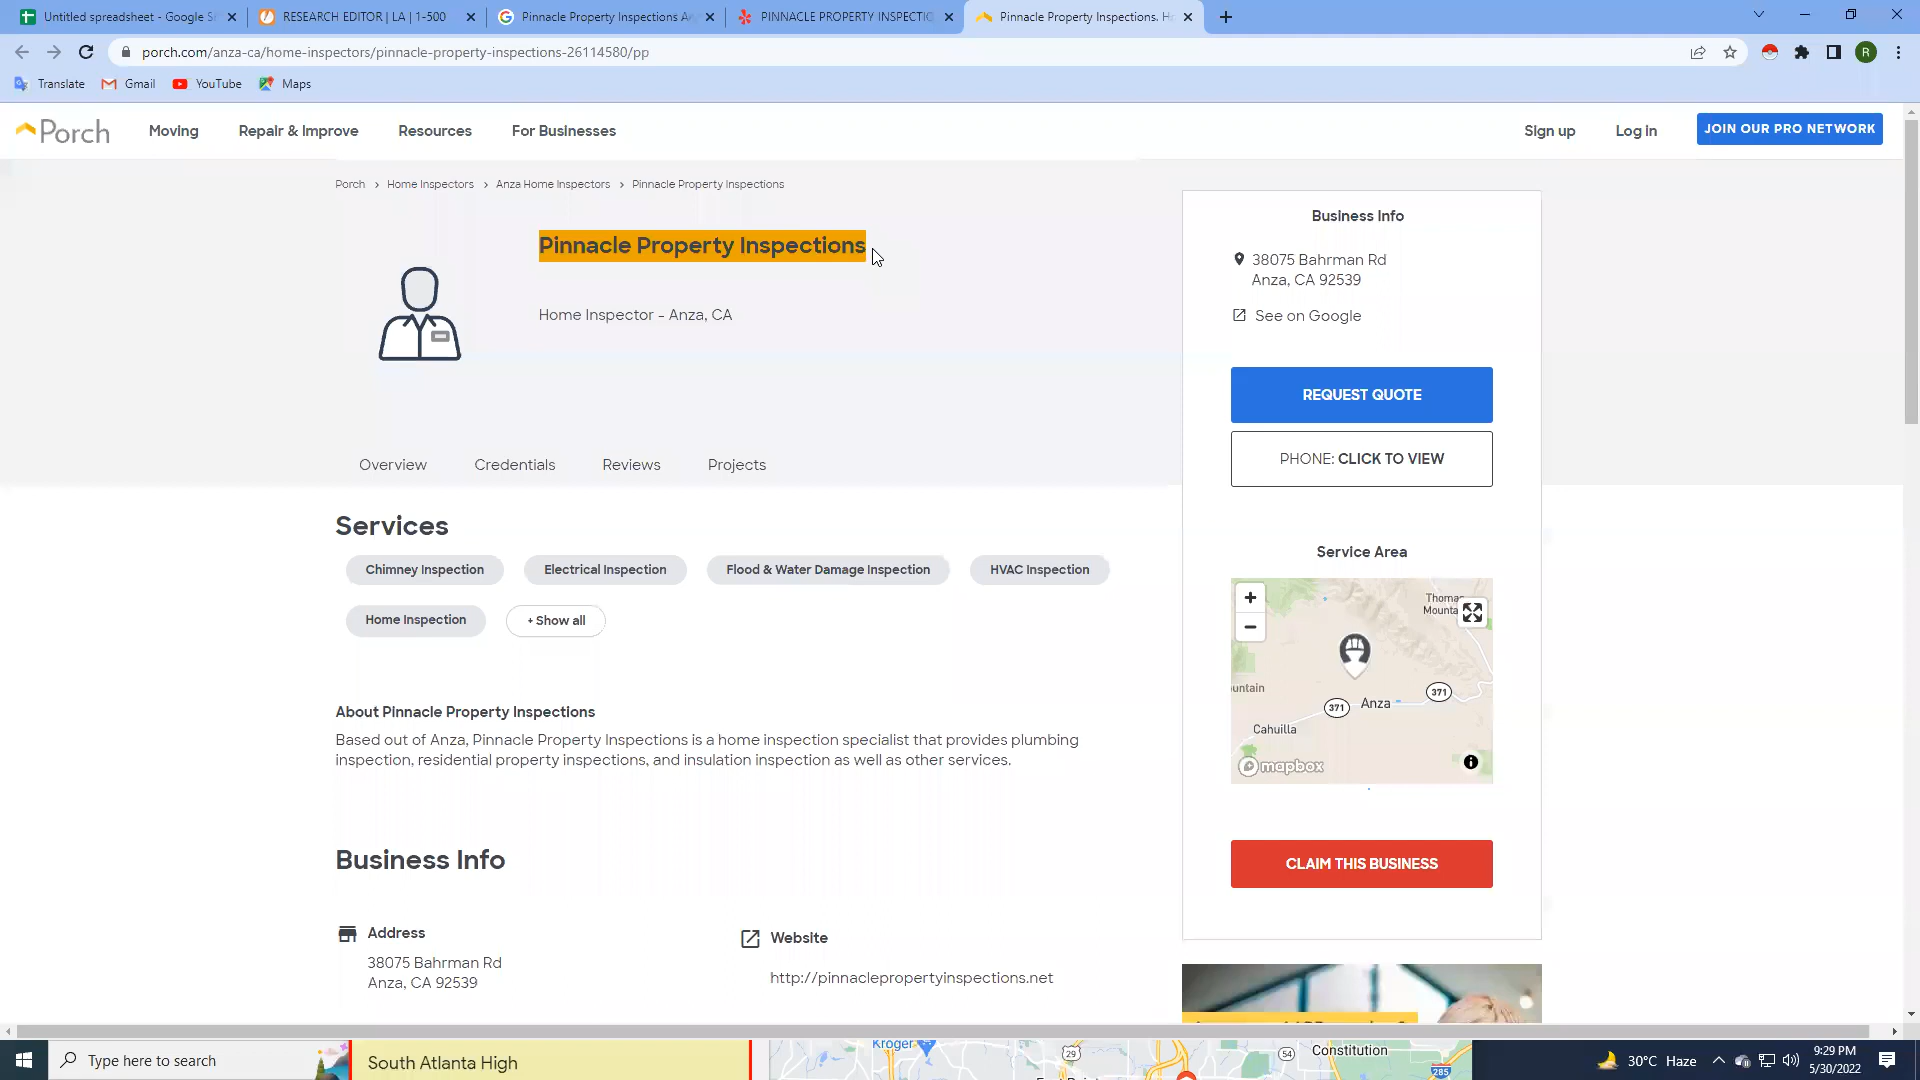 Untitled spreadsheet - Google S
RESEARCH EDITOR | LA | 1-500
Pinnacle Property Inspections A
PINNACLE PROPERTY INSPECTIO
Pinnacle Property Inspections. H
porch.com/anza-ca/home-inspectors/pinnacle-property-inspections-26114580/pp
R
Translate
Gmail
YouTube
Maps
Porch
Moving
Repair & Improve
Resources
For Businesses
Sign up
Log in
JOIN OUR PRO NETWORK
Porch > Home Inspectors > Anza Home Inspectors > Pinnacle Property Inspections
Pinnacle Property Inspections
Home Inspector - Anza, CA
Business Info
38075 Bahrman Rd
Anza, CA 92539
See on Google
REQUEST QUOTE
PHONE: CLICK TO VIEW
Overview
Credentials
Reviews
Projects
Services
Chimney Inspection
Electrical Inspection
Flood & Water Damage Inspection
HVAC Inspection
Home Inspection
+ Show all
Service Area
Thomas
Mounta
untain
371
Anza
371
Cahuilla
mapbox
About Pinnacle Property Inspections
Based out of Anza, Pinnacle Property Inspections is a home inspection specialist that provides plumbing
inspection, residential property inspections, and insulation inspection as well as other services.
CLAIM THIS BUSINESS
Business Info
Address
38075 Bahrman Rd
Anza, CA 92539
Website
http://pinnaclepropertyinspections.net
Type here to search
South Atlanta High
Kroger
29
54
Constitution
285
30°C Haze
9:29 PM
5/30/2022